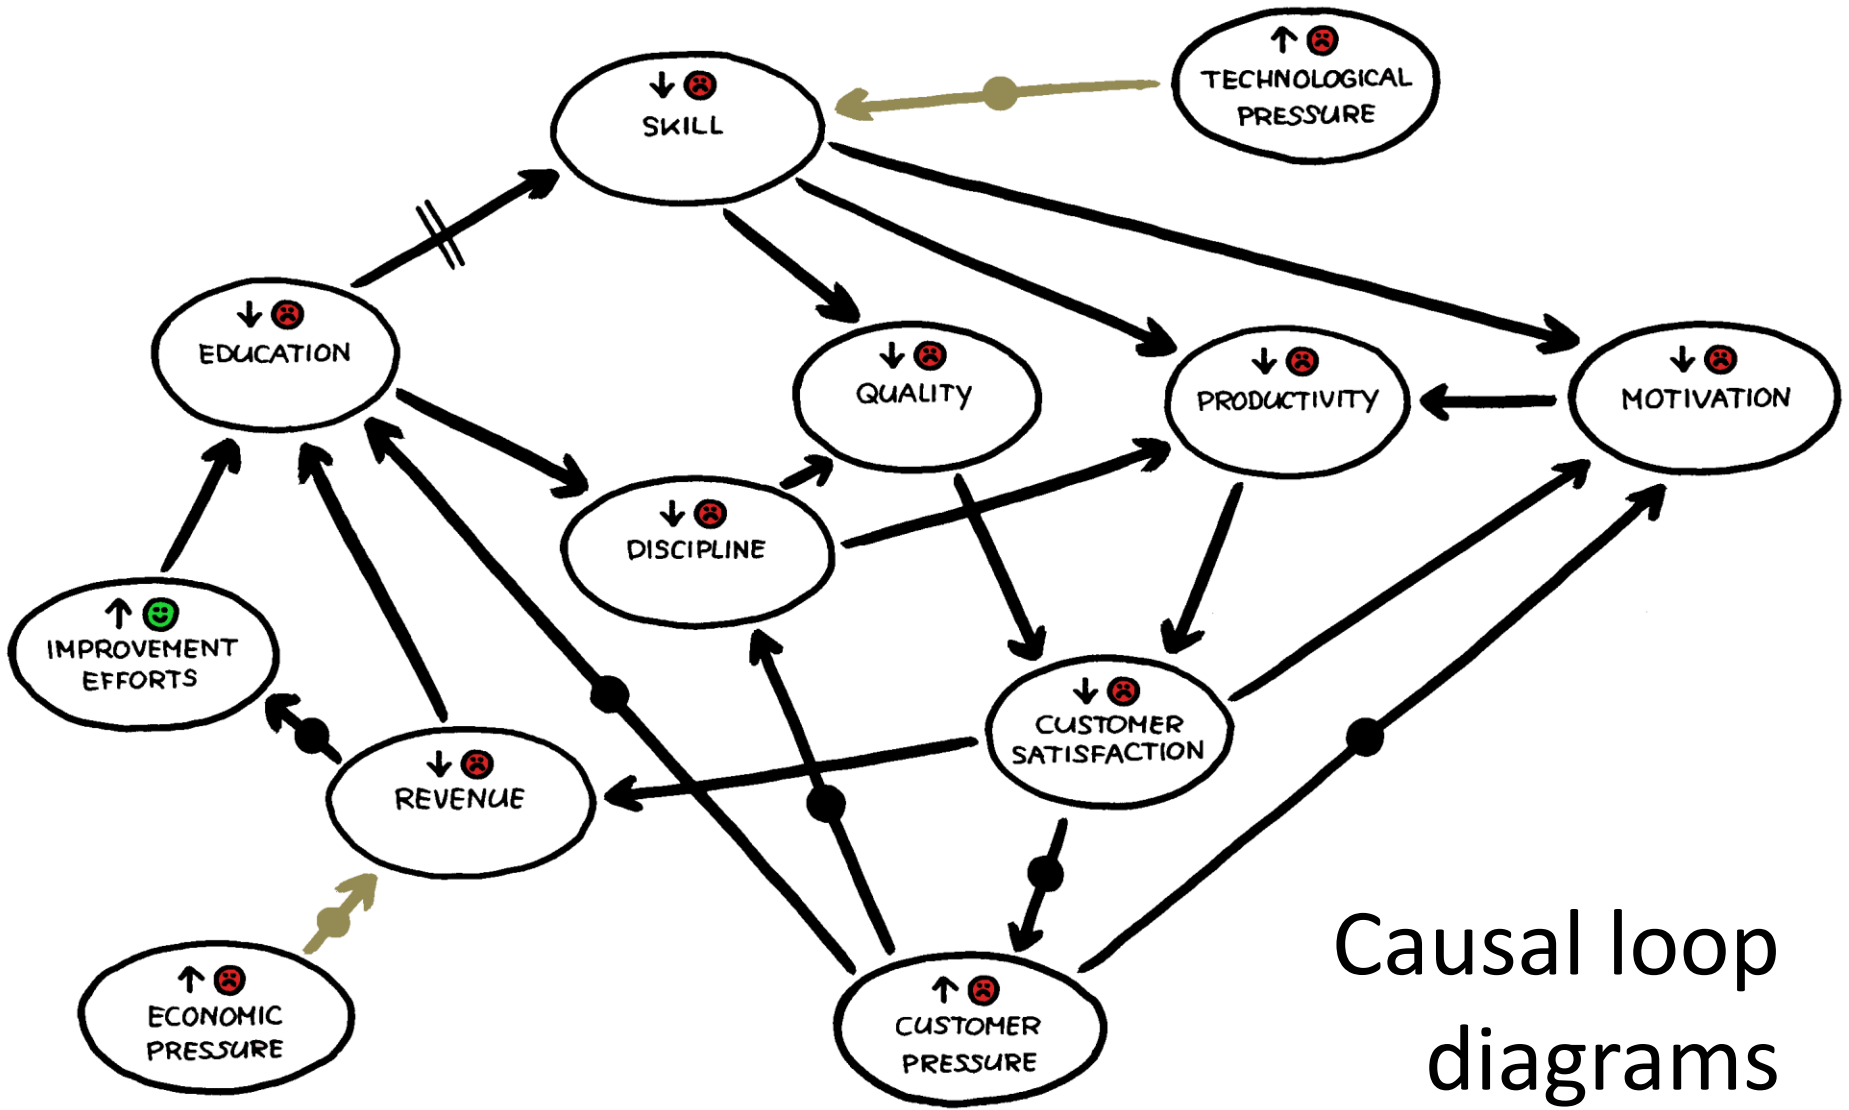 TECHNOLOGICAL
PRESSURE
SKILL
EDUCATION
QUALITY
PRODUCTIVITY
MOTIVATION
DISCIPLINE
IMPROVEMENT
EFFORTS
CUSTOMER
SATISFACTION
REVENUE
ECONOMIC
PRESSURE
CUSTOMER
PRESSURE
Causal loop
diagrams